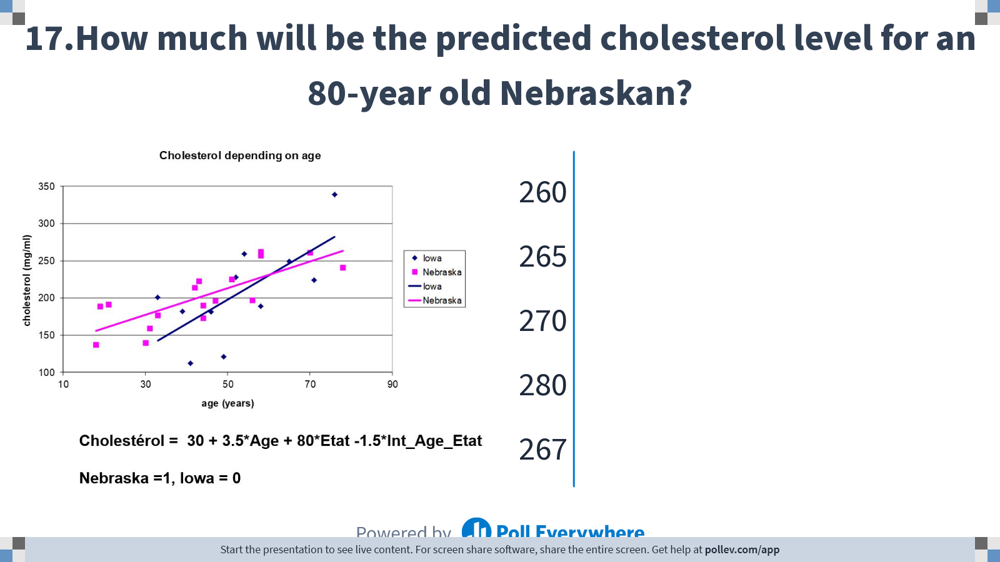 17.How much will be the predicted cholesterol level for an
80-year old Nebraskan?
Cholesterol depending on age
350
300
250
200
150
100
cholesterol (mg/ml)
10 30 50 70 90
age (years)
Iowa
Nebraska
Iowa
Nebraska
Cholestérol = 30 + 3.5*Age + 80*Etat -1.5*Int_Age_Etat
Nebraska =1, Iowa = 0
260
265
270
280
267
Powered by Poll Everywhere
Start the presentation to see live content. For screen share software, share the entire screen. Get help at pollev.com/app